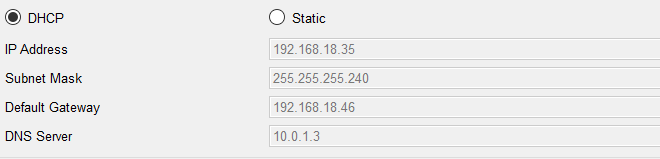 DHCP Static
IP Address 192.168.18.35
Subnet Mask 255.255.255.240
Default Gateway 192.168.18.46
DNS Server 10.0.1.3